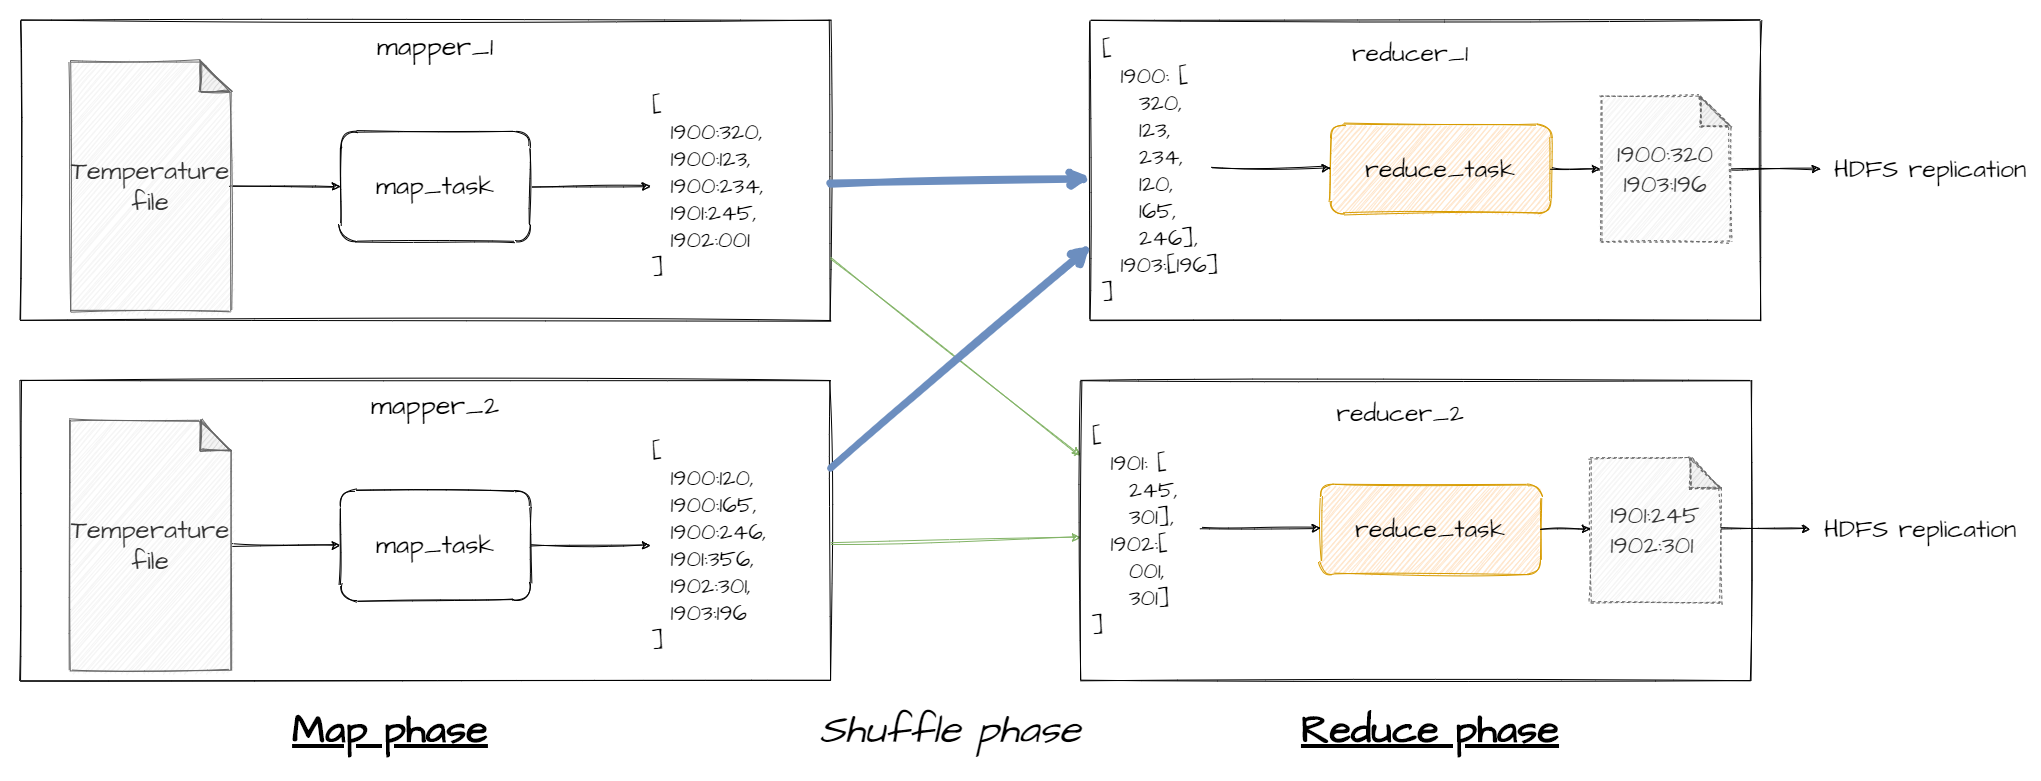 mapper_1
Temperature
file
map_task
[
1900:320,
1900:123,
1900:234,
1901:245,
1902:001
]
reducer_1
[
1900: [
320,
123,
234,
120,
165,
246],
1903:[196]
]
reduce_task
1900:320
1903:196
HDFS replication
mapper_2
Temperature
file
map_task
[
1900:120,
1900:165,
1900:246,
1901:356,
1902:301,
1903:196
]
reducer_2
[
1901: [
245,
301],
1902:[
001,
301]
]
reduce_task
1901:245
1902:301
HDFS replication
Map phase
Shuffle phase
Reduce phase